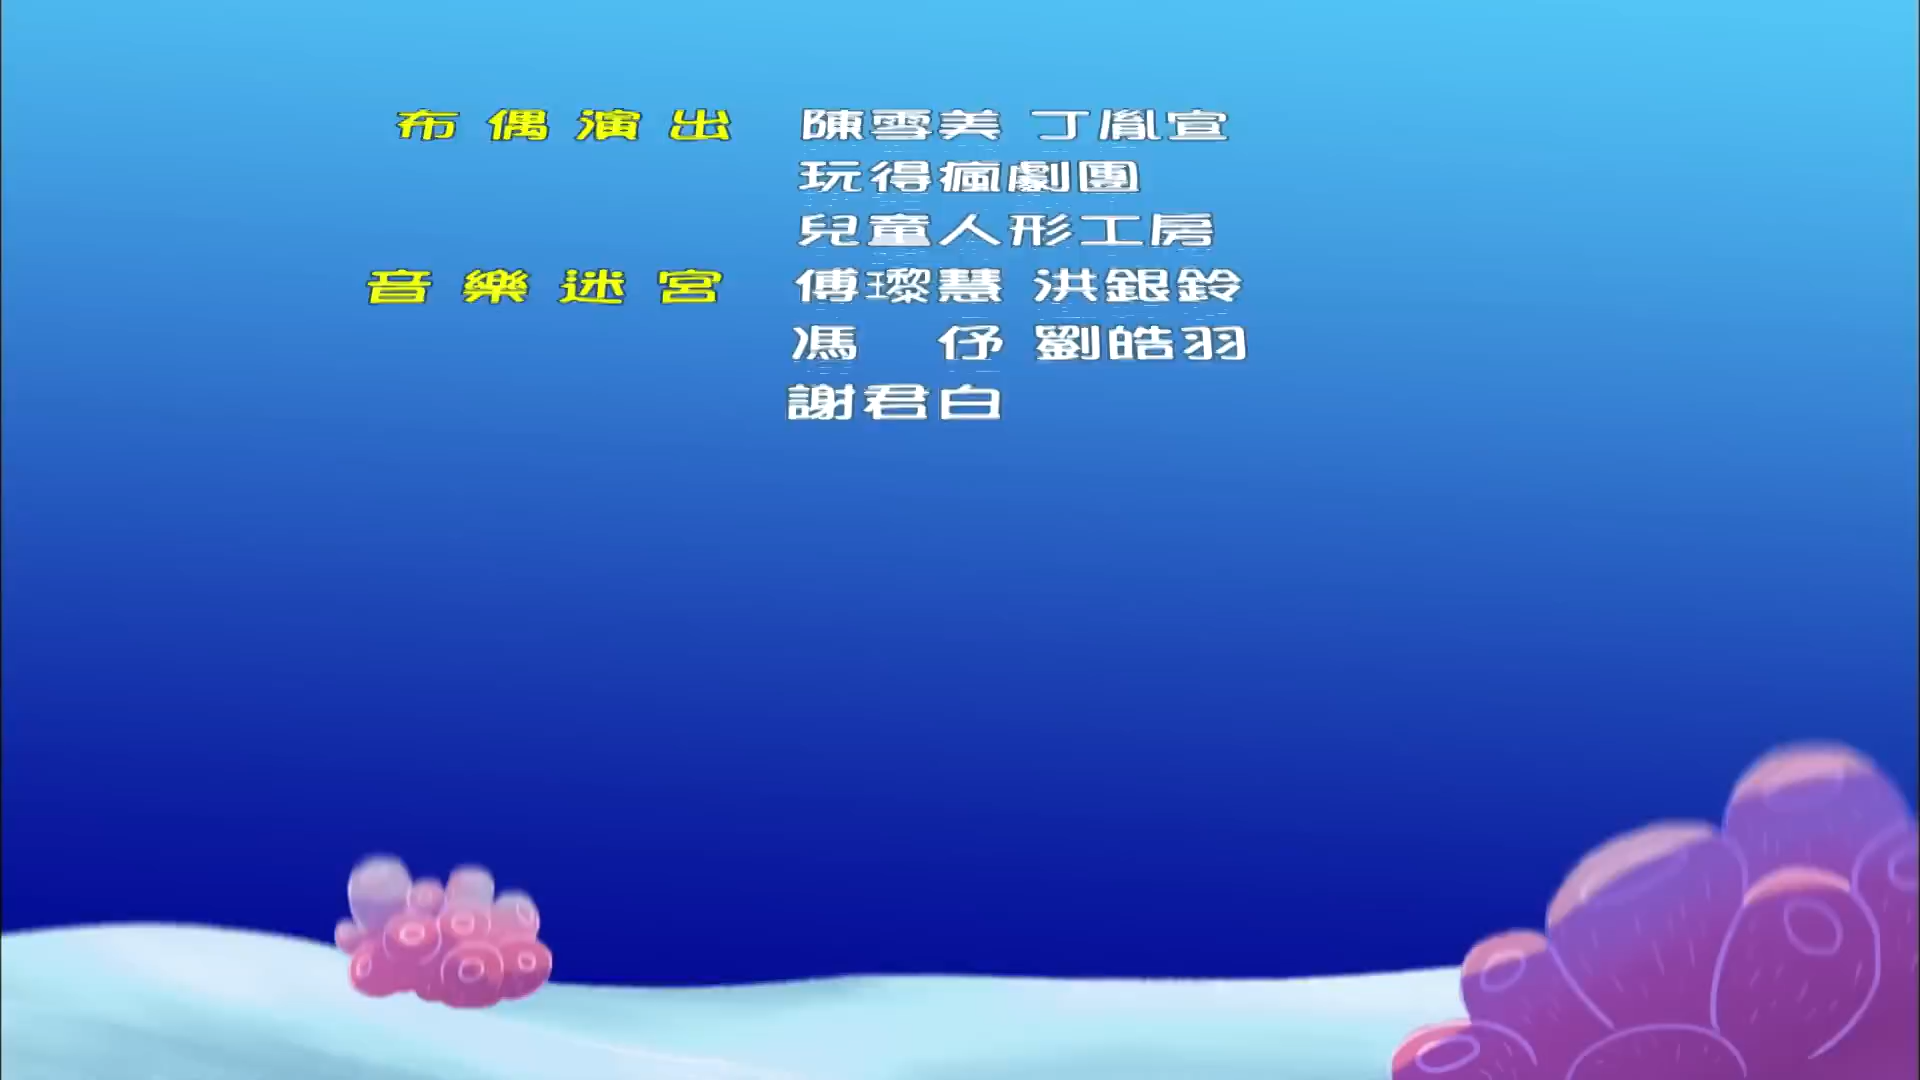 布偶演出 陳雪美 丁胤宣
玩得瘋劇團
兒童人形工房
音樂迷宮 傅瓈慧 洪銀鈴
馮 伃 劉皓羽
謝君白